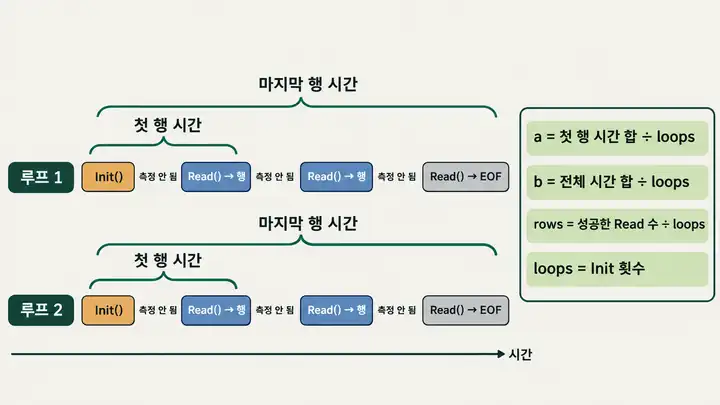 마지막 행 시간
첫 행 시간
루프 1
Init()
측정 안 됨
Read() → 행
측정 안 됨
Read() → 행
측정 안 됨
Read() → EOF
마지막 행 시간
첫 행 시간
루프 2
Init()
측정 안 됨
Read() → 행
측정 안 됨
Read() → 행
측정 안 됨
Read() → EOF
시간
a = 첫 행 시간 합 ÷ loops
b = 전체 시간 합 ÷ loops
rows = 성공한 Read 수 ÷ loops
loops = Init 횟수